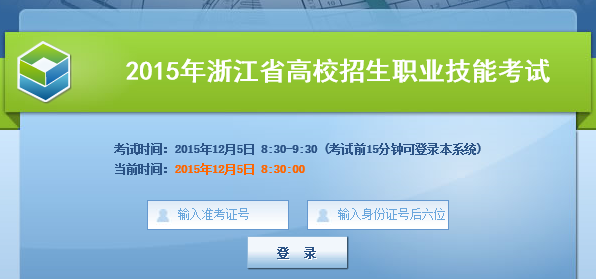 2015年浙江省高校招生职业技能考试
考试时间：2015年12月5日 8:30-9:30 (考试前15分钟可登录本系统)
当前时间：2015年12月5日 8:30:00
输入准考证号
输入身份证号后六位
登 录